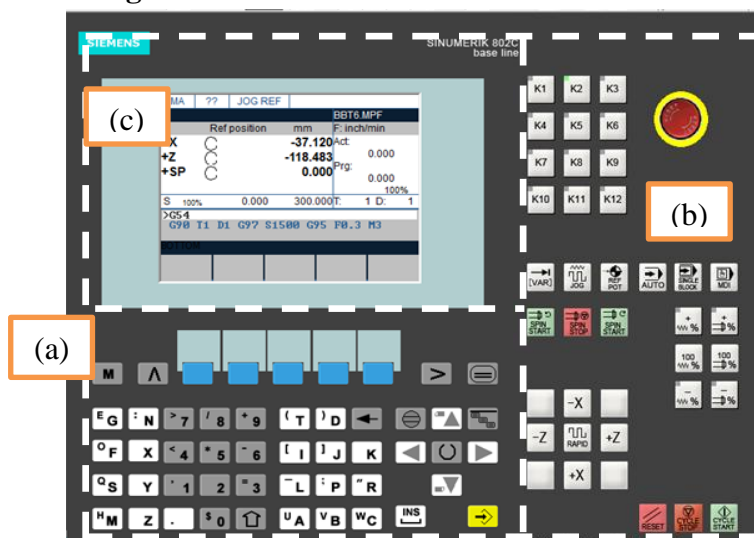 SIEMENS
SINUMERIK 802C
base line
(c)
MA ?? JOG REF
BBT6.MPF
Ref position mm F: inch/min
X -37.120 Act:
0.000
+Z -118.483
Prg:
+SP 0.000
0.000
100%
S 100% 0.000 300.000 T: 1 D: 1
>G54
G90 T1 D1 G97 S1500 G95 F0.3 M3
BOTTOM
K1 K2 K3
K4 K5 K6
K7 K8 K9
K10 K11 K12
(b)
[VAR] JOG REF POT AUTO SINGLE BLOCK MDI
SPIN START SPIN STOP SPIN START
+ % + %
100 % 100 %
- % - %
-X
-Z RAPID +Z
+X
RESET CYCLE STOP CYCLE START
(a)
M Λ >
E G : N > 7 / 8 + 9 ( T ) D
O F X < 4 * 5 - 6 [ I ] J K
Q S Y ' 1 2 = 3 ~ L ; P " R
# M Z . $ 0 U A V B W C INS